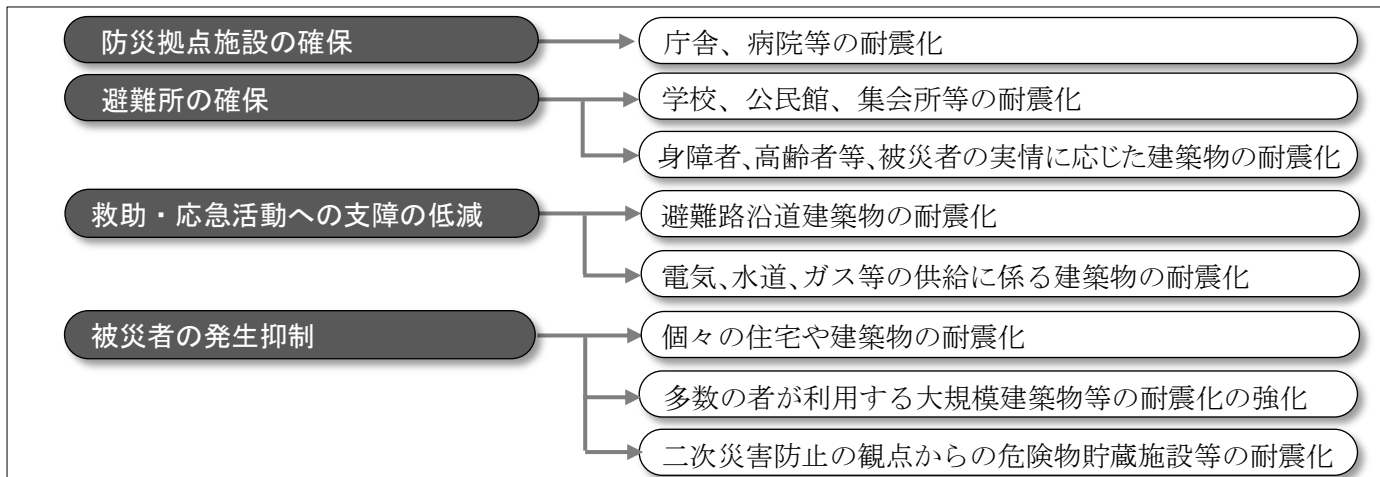 防災拠点施設の確保
庁舎、病院等の耐震化
避難所の確保
学校、公民館、集会所等の耐震化
身障者、高齢者等、被災者の実情に応じた建築物の耐震化
救助・応急活動への支障の低減
避難路沿道建築物の耐震化
電気、水道、ガス等の供給に係る建築物の耐震化
被災者の発生抑制
個々の住宅や建築物の耐震化
多数の者が利用する大規模建築物等の耐震化の強化
二次災害防止の観点からの危険物貯蔵施設等の耐震化